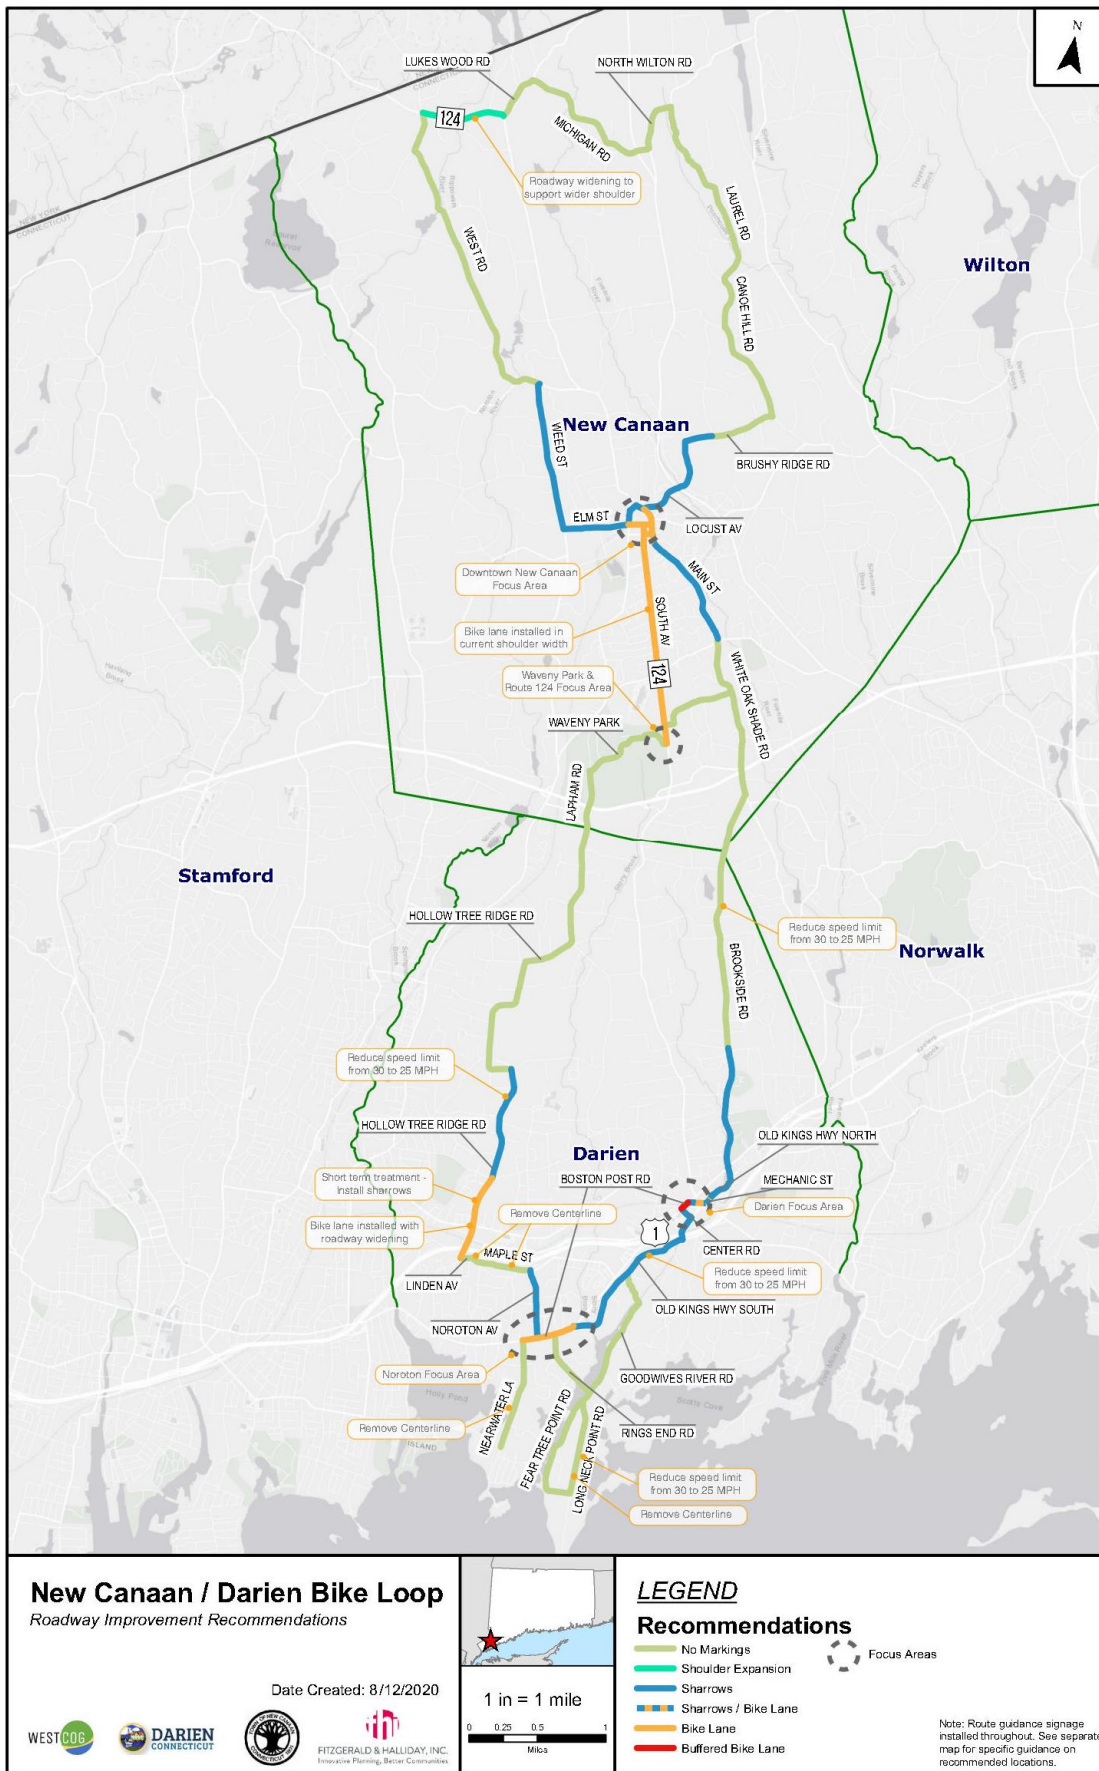 N
LUKES WOOD RD
NORTH WILTON RD
124
MICHIGAN RD
Roadway widening to
support wider shoulder
LAUREL RD
WEST RD
Wilton
CANOE HILL RD
New Canaan
WEED ST
BRUSHY RIDGE RD
ELM ST
LOCUST AV
Downtown New Canaan
Focus Area
MAIN ST
Bike lane installed in
current shoulder width
SOUTH AV
124
WHITE OAK SHADE RD
Waveny Park &
Route 124 Focus Area
WAVENY PARK
LAPHAM RD
Stamford
HOLLOW TREE RIDGE RD
Reduce speed limit
from 30 to 25 MPH
Norwalk
BROOKSIDE RD
Reduce speed limit
from 30 to 25 MPH
HOLLOW TREE RIDGE RD
OLD KINGS HWY NORTH
Darien
BOSTON POST RD
MECHANIC ST
Short term treatment -
Install sharrows
Darien Focus Area
Remove Centerline
Bike lane installed with
roadway widening
1
CENTER RD
MAPLE ST
LINDEN AV
Reduce speed limit
from 30 to 25 MPH
OLD KINGS HWY SOUTH
NOROTON AV
Noroton Focus Area
GOODWIVES RIVER RD
Holly Pond
Scotts Cove
NEARWATER LA
FEAR TREE POINT RD
LONG NECK POINT RD
RINGS END RD
Remove Centerline
ISLAND
Reduce speed limit
from 30 to 25 MPH
Remove Centerline
New Canaan / Darien Bike Loop
Roadway Improvement Recommendations
Date Created: 8/12/2020
WESTCOG
DARIEN
CONNECTICUT
TOWN OF NEW CANAAN
CONNECTICUT 1801
fhi
FITZGERALD & HALLIDAY, INC.
Innovative Planning, Better Communities
1 in = 1 mile
0 0.25 0.5 1
Miles
LEGEND
Recommendations
No Markings
Shoulder Expansion
Sharrows
Sharrows / Bike Lane
Bike Lane
Buffered Bike Lane
Focus Areas
Note: Route guidance signage
installed throughout. See separate
map for specific guidance on
recommended locations.